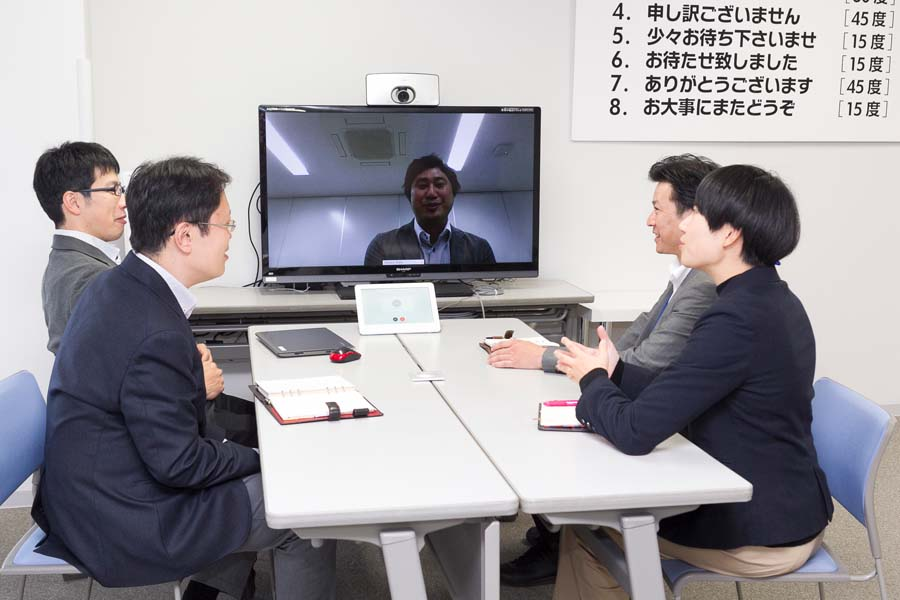 4. 申し訳ございません [45度]
5. 少々お待ち下さいませ [15度]
6. お待たせ致しました [15度]
7. ありがとうございます [45度]
8. お大事にまたどうぞ [15度]
SHARP